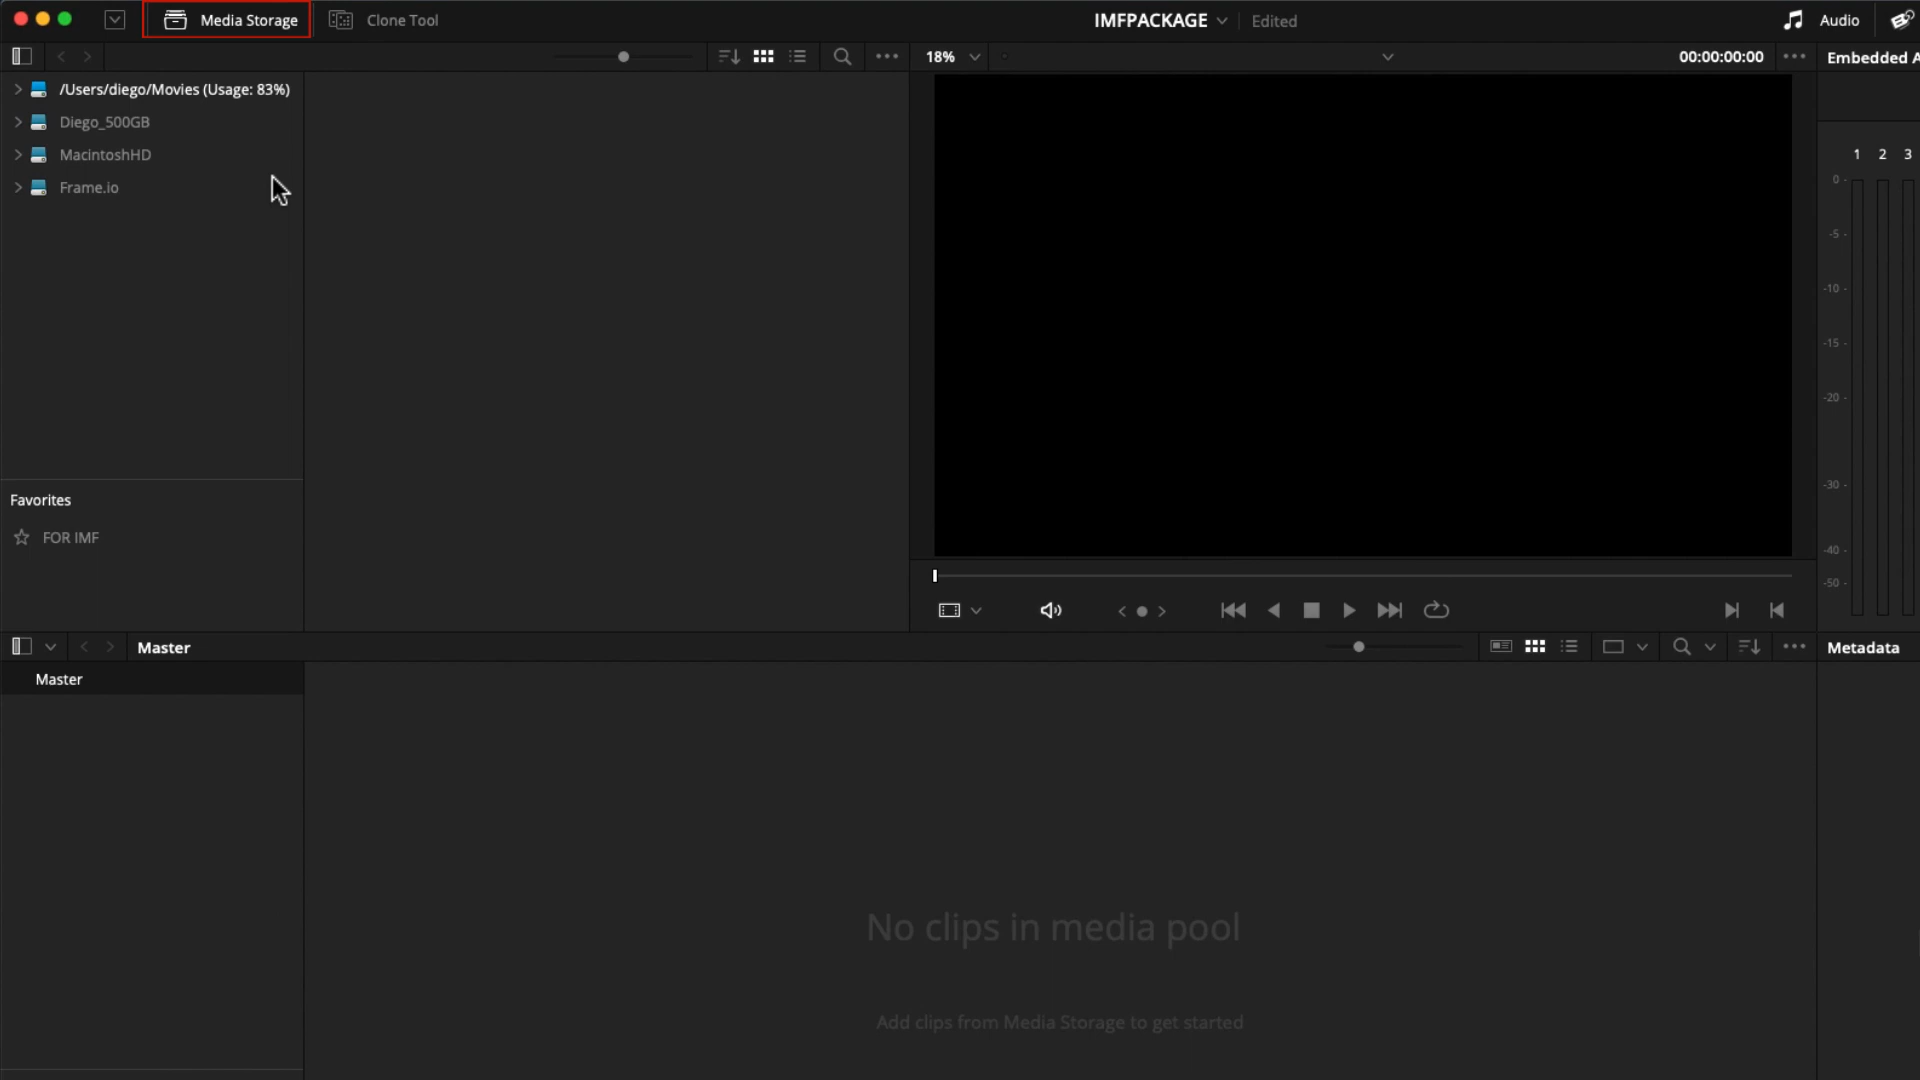 Media Storage
Clone Tool
IMFPACKAGE
Edited
Audio
18%
00:00:00:00
Embedded A
/Users/diego/Movies (Usage: 83%)
Diego_500GB
MacintoshHD
Frame.io
1 2 3
0 -
-5 -
-10 -
-15 -
-20 -
-30 -
-40 -
-50 -
Favorites
FOR IMF
Master
Metadata
Master
No clips in media pool
Add clips from Media Storage to get started